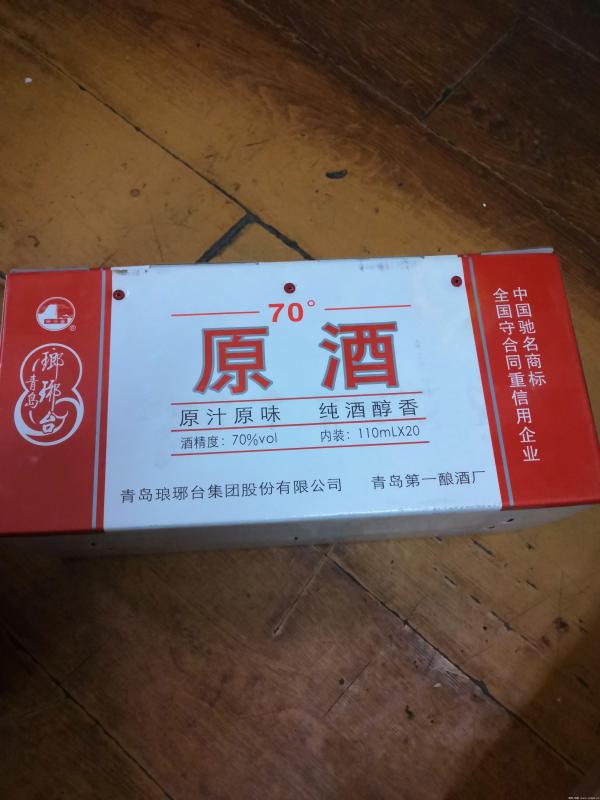 70°
原酒
原汁原味 纯酒醇香
酒精度：70%vol 内装：110mLX20
青岛琅琊台集团股份有限公司 青岛第一酿酒厂
中国驰名商标
全国守合同重信用企业
®
青岛
瑯琊台